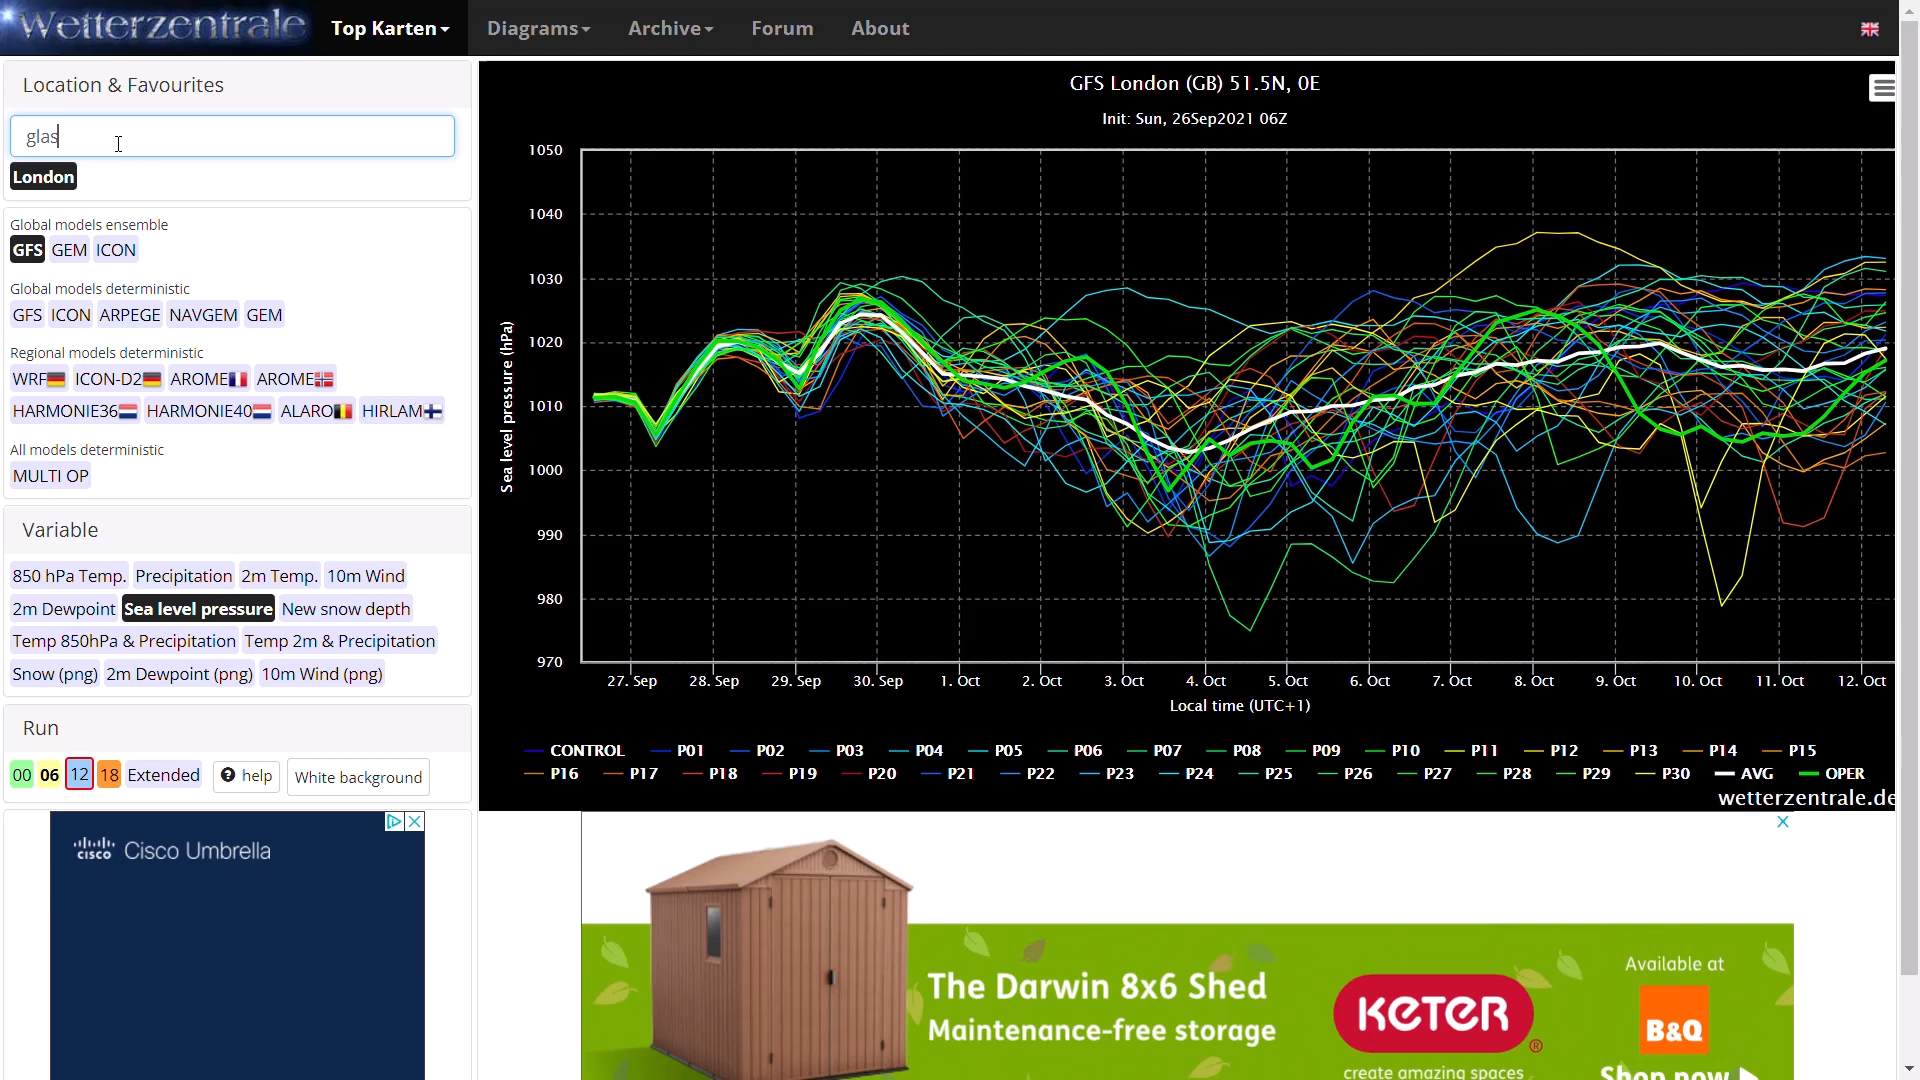 Wetterzentrale
Top Karten
Diagrams
Archive
Forum
About
Location & Favourites
glas
London
Global models ensemble
GFS GEM ICON
Global models deterministic
GFS ICON ARPEGE NAVGEM GEM
Regional models deterministic
WRF ICON-D2 AROME AROME
HARMONIE36 HARMONIE40 ALARO HIRLAM
All models deterministic
MULTI OP
Variable
850 hPa Temp. Precipitation 2m Temp. 10m Wind
2m Dewpoint Sea level pressure New snow depth
Temp 850hPa & Precipitation Temp 2m & Precipitation
Snow (png) 2m Dewpoint (png) 10m Wind (png)
Run
00 06 12 18 Extended help White background
cisco Cisco Umbrella
GFS London (GB) 51.5N, 0E
Init: Sun, 26Sep2021 06Z
Sea level pressure (hPa)
1050
1040
1030
1020
1010
1000
990
980
970
27. Sep 28. Sep 29. Sep 30. Sep 1. Oct 2. Oct 3. Oct 4. Oct 5. Oct 6. Oct 7. Oct 8. Oct 9. Oct 10. Oct 11. Oct 12. Oct
Local time (UTC+1)
CONTROL P01 P02 P03 P04 P05 P06 P07 P08 P09 P10 P11 P12 P13 P14 P15
P16 P17 P18 P19 P20 P21 P22 P23 P24 P25 P26 P27 P28 P29 P30 AVG OPER
wetterzentrale.de
The Darwin 8x6 Shed
Maintenance-free storage
KETER
create amazing spaces
Available at
B&Q
Shop now